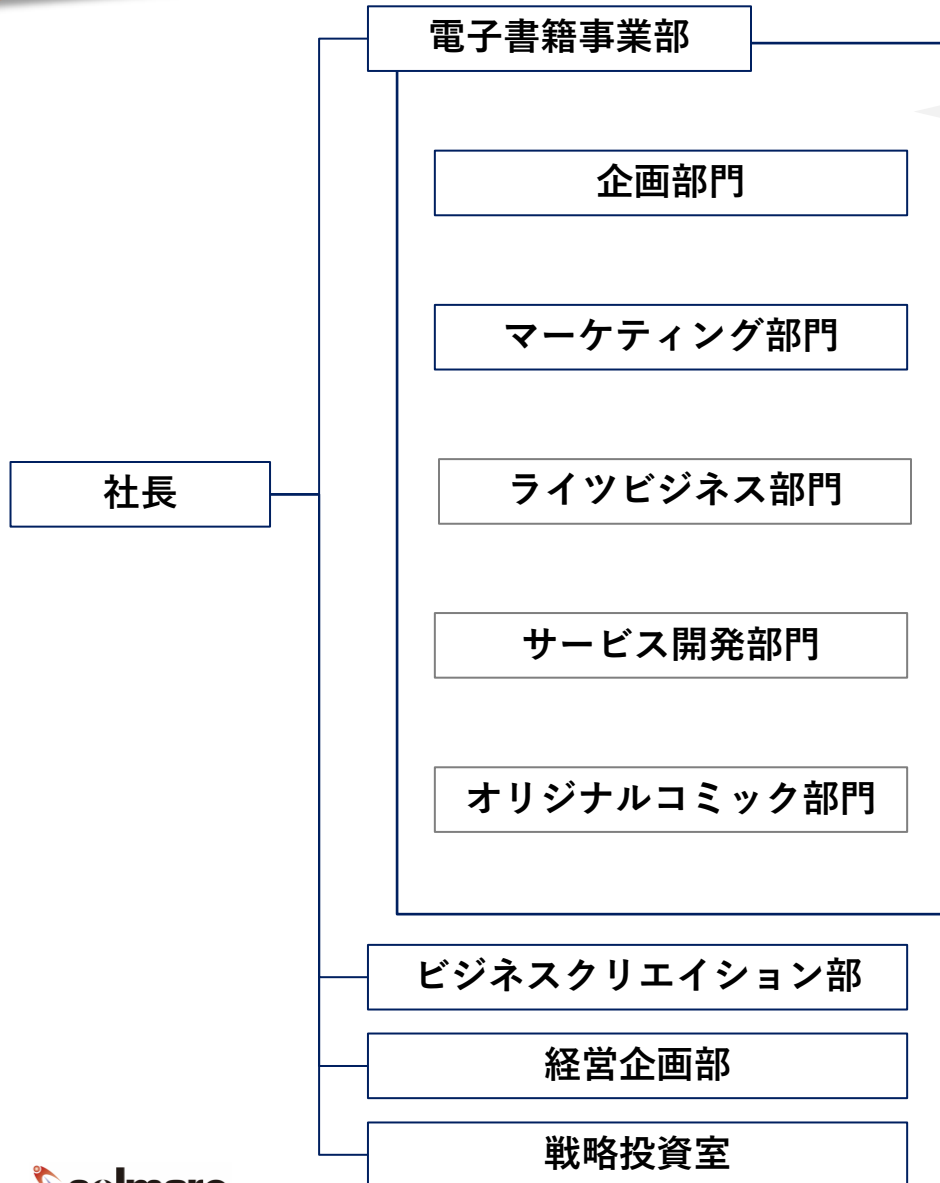 電子書籍事業部
企画部門
マーケティング部門
社長
ライツビジネス部門
サービス開発部門
オリジナルコミック部門
ビジネスクリエイション部
経営企画部
戦略投資室